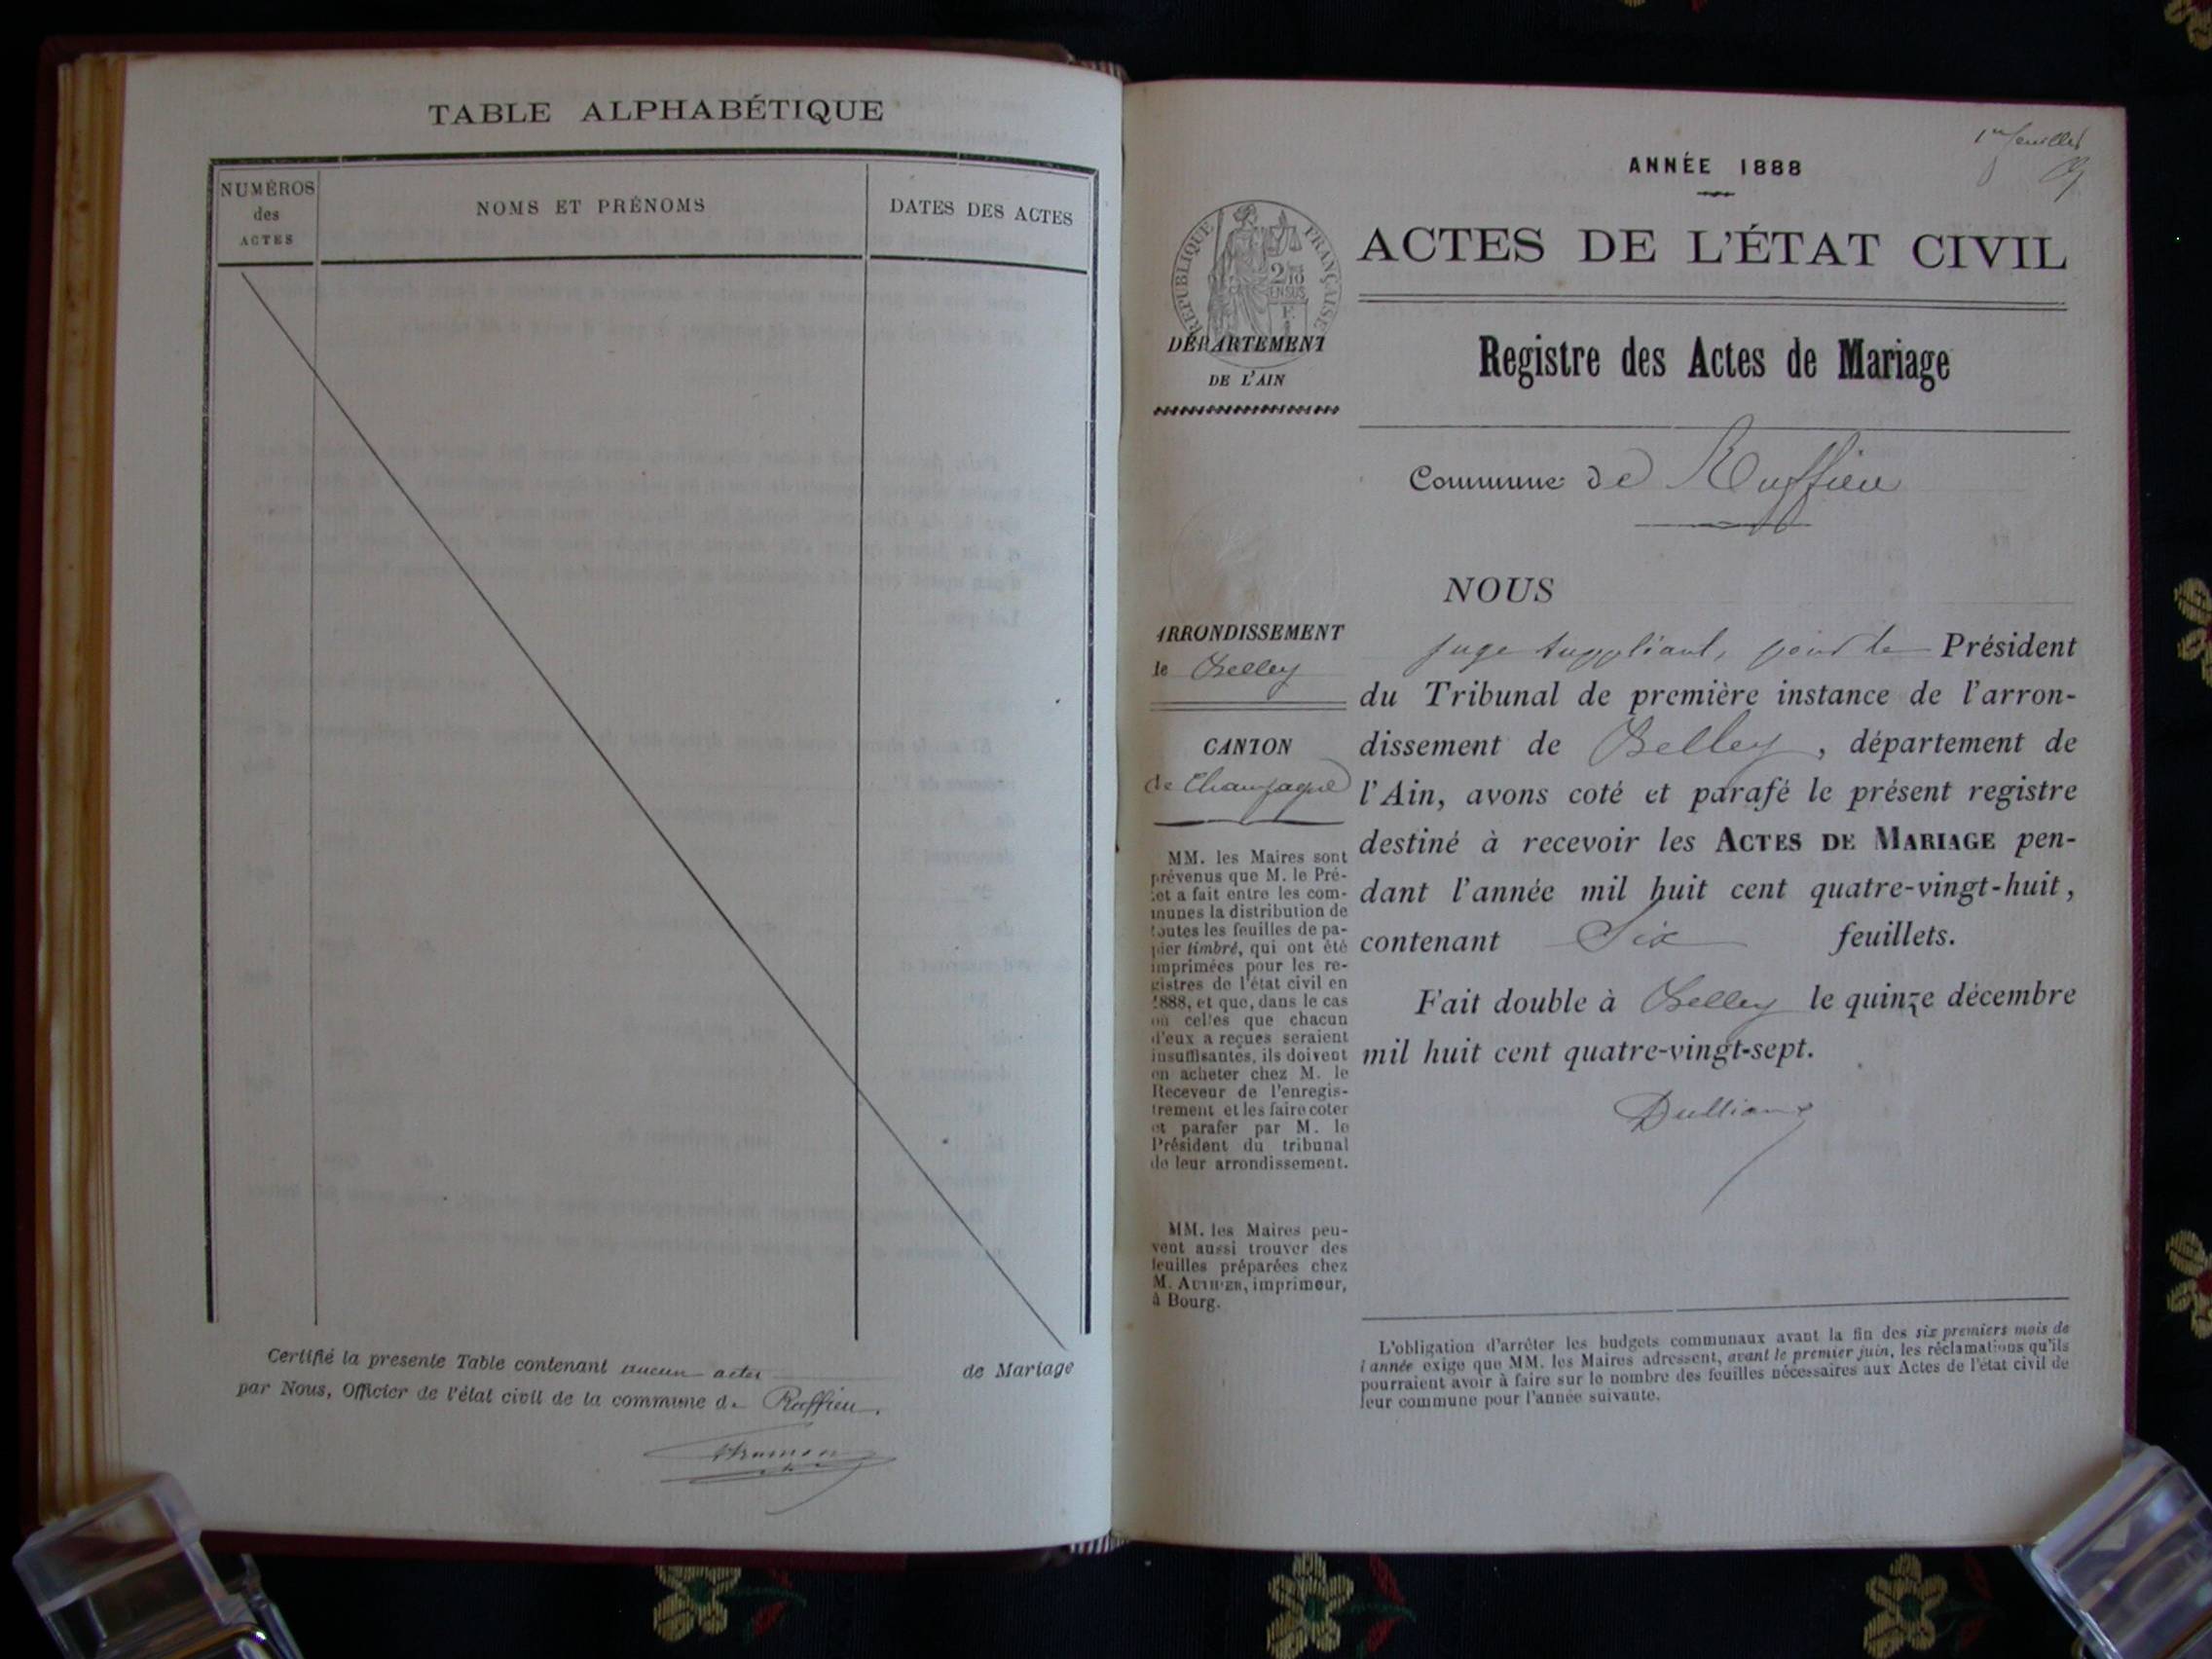 TABLE ALPHABÉTIQUE
NUMÉROS
des
ACTES
NOMS ET PRÉNOMS
DATES DES ACTES
Certifié la presente Table contenant aucun actes de Mariage
par Nous, Officier de l'état civil de la commune de Ruffieu.
1er feuillet
ANNÉE 1888
RÉPUBLIQUE FRANÇAISE
ACTES DE L'ÉTAT CIVIL
DÉPARTEMENT
DE L'AIN
Registre des Actes de Mariage
Commune de Ruffieu
ARRONDISSEMENT
de Belley
CANTON
de Champagne
MM. les Maires sont
prévenus que M. le Pré-
fet a fait entre les com-
munes la distribution de
toutes les feuilles de pa-
pier timbré, qui ont été
imprimées pour les re-
gistres de l'état civil en
1888, et que, dans le cas
où celles que chacun
d'eux a reçues seraient
insuffisantes, ils doivent
en acheter chez M. le
Receveur de l'enregis-
trement et les faire coter
et parafer par M. le
Président du tribunal
de leur arrondissement.
MM. les Maires peu-
vent aussi trouver des
feuilles préparées chez
M. AUTHIER, imprimeur,
à Bourg.
NOUS
juge suppléant, pour le Président
du Tribunal de première instance de l'arron-
dissement de Belley, département de
l'Ain, avons coté et parafé le présent registre
destiné à recevoir les ACTES DE MARIAGE pen-
dant l'année mil huit cent quatre-vingt-huit,
contenant Six feuillets.
Fait double à Belley le quinze décembre
mil huit cent quatre-vingt-sept.
L'obligation d'arrêter les budgets communaux avant la fin des six premiers mois de
l'année exige que MM. les Maires adressent, avant le premier juin, les réclamations qu'ils
pourraient avoir à faire sur le nombre des feuilles nécessaires aux Actes de l'état civil de
leur commune pour l'année suivante.